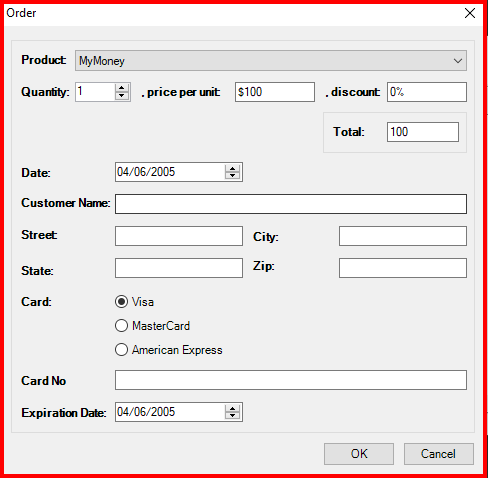 Order
Product: MyMoney
Quantity: 1 , price per unit: $100 , discount: 0%
Total: 100
Date: 04/06/2005
Customer Name:
Street: City:
State: Zip:
Card: Visa
MasterCard
American Express
Card No
Expiration Date: 04/06/2005
OK Cancel